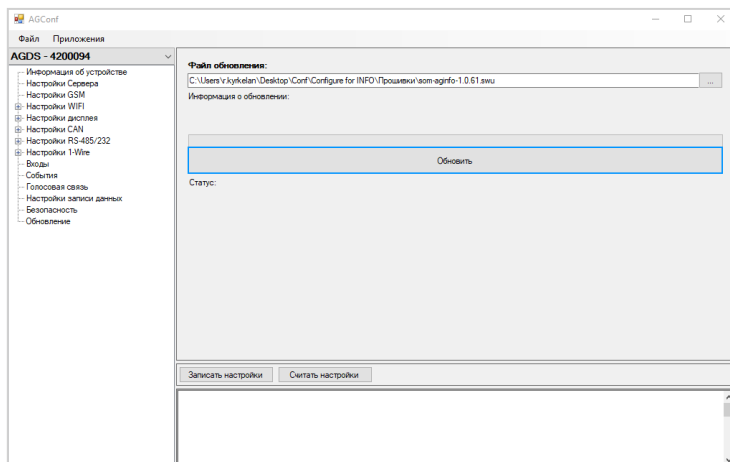 AGConf
Файл Приложения
AGDS - 4200094
Информация об устройстве
Настройки Сервера
Настройки GSM
Настройки WIFI
Настройки дисплея
Настройки CAN
Настройки RS-485/232
Настройки 1-Wire
Входы
События
Голосовая связь
Настройки записи данных
Безопасность
Обновление
Файл обновления:
C:\Users\r.kyrkelan\Desktop\Conf\Configure for INFO\Прошивки\som-aginfo-1.0.61.swu
...
Информация о обновлении:
Обновить
Статус:
Записать настройки Считать настройки